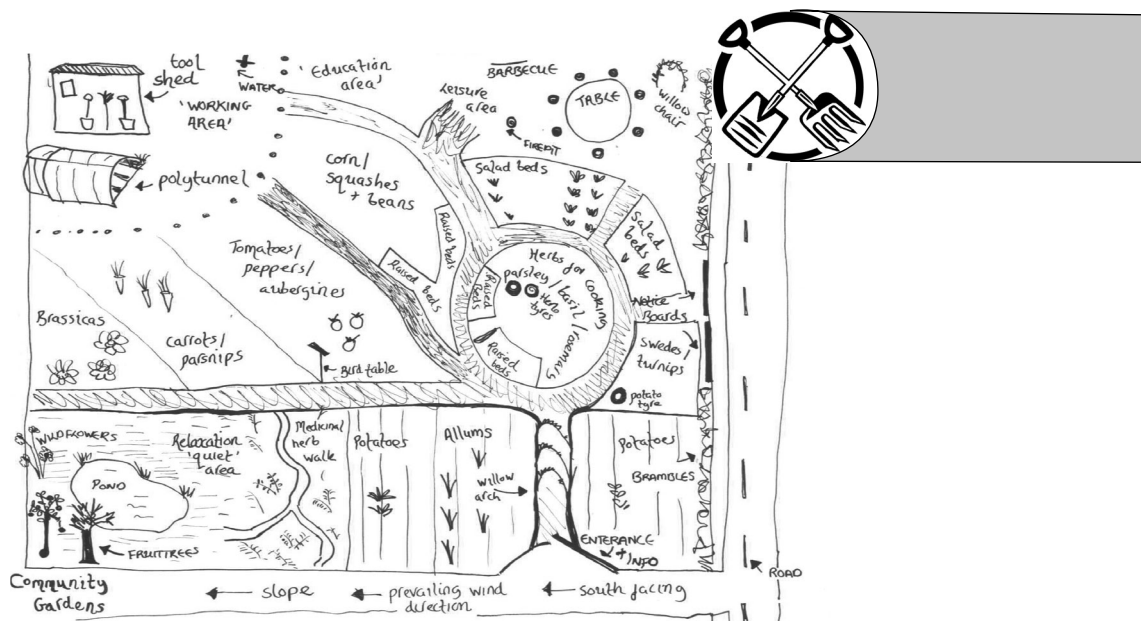 tool
shed
'WORKING
AREA'
WATER
'Education
area'
Leisure
area
BARBECUE
TABLE
willow
chair
FIREPIT
polytunnel
corn/
squashes
+ beans
Salad beds
Salad
beds
Raised beds
Raised beds
Tomatoes/
peppers/
aubergines
Herbs for cooking
parsley/basil/rosemary
Herb
tyres
Raised
Beds
Raised
beds
Notice
Boards
Brassicas
carrots/
parsnips
Bird table
Swedes/
turnips
potato
tyre
WILDFLOWERS
Relaxation
'quiet'
area
Medicinal
herb
walk
Potatoes
Allums
willow
arch
Potatoes
BRAMBLES
POND
FRUIT TREES
ENTERANCE
+ INFO
ROAD
Community
Gardens
slope
prevailing wind
direction
south facing